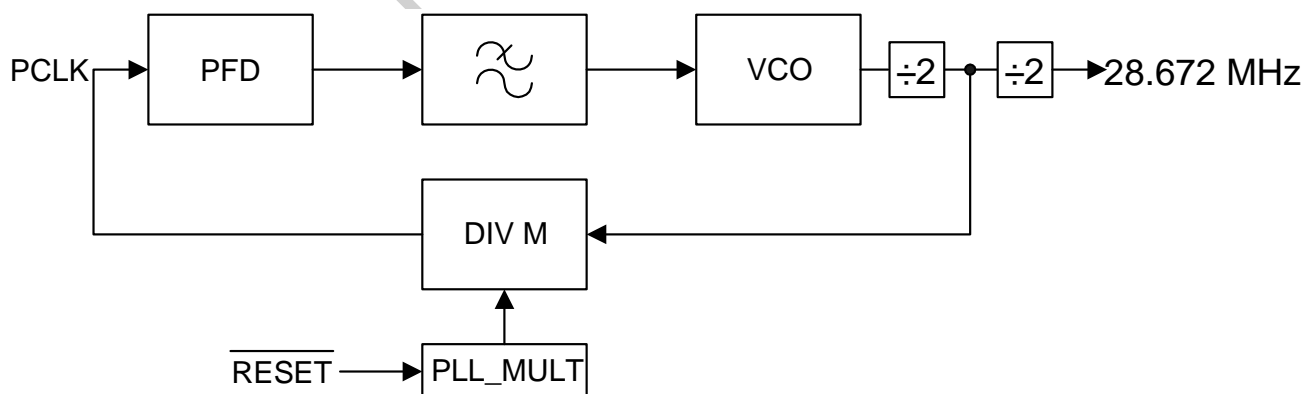 PCLK
PFD
VCO
÷2
÷2
28.672 MHz
DIV M
RESET
PLL_MULT